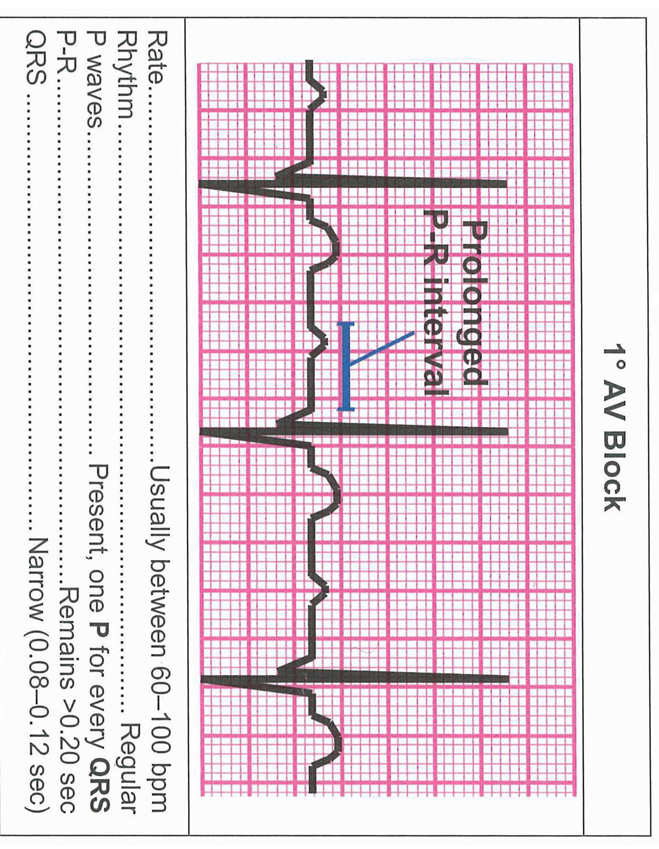 1° AV Block
Prolonged
P-R interval
Rate........................................................Usually between 60–100 bpm
Rhythm ........................................................................................ Regular
P waves............................................. Present, one P for every QRS
P-R..................................................................Remains >0.20 sec
QRS ............................................................ Narrow (0.08–0.12 sec)